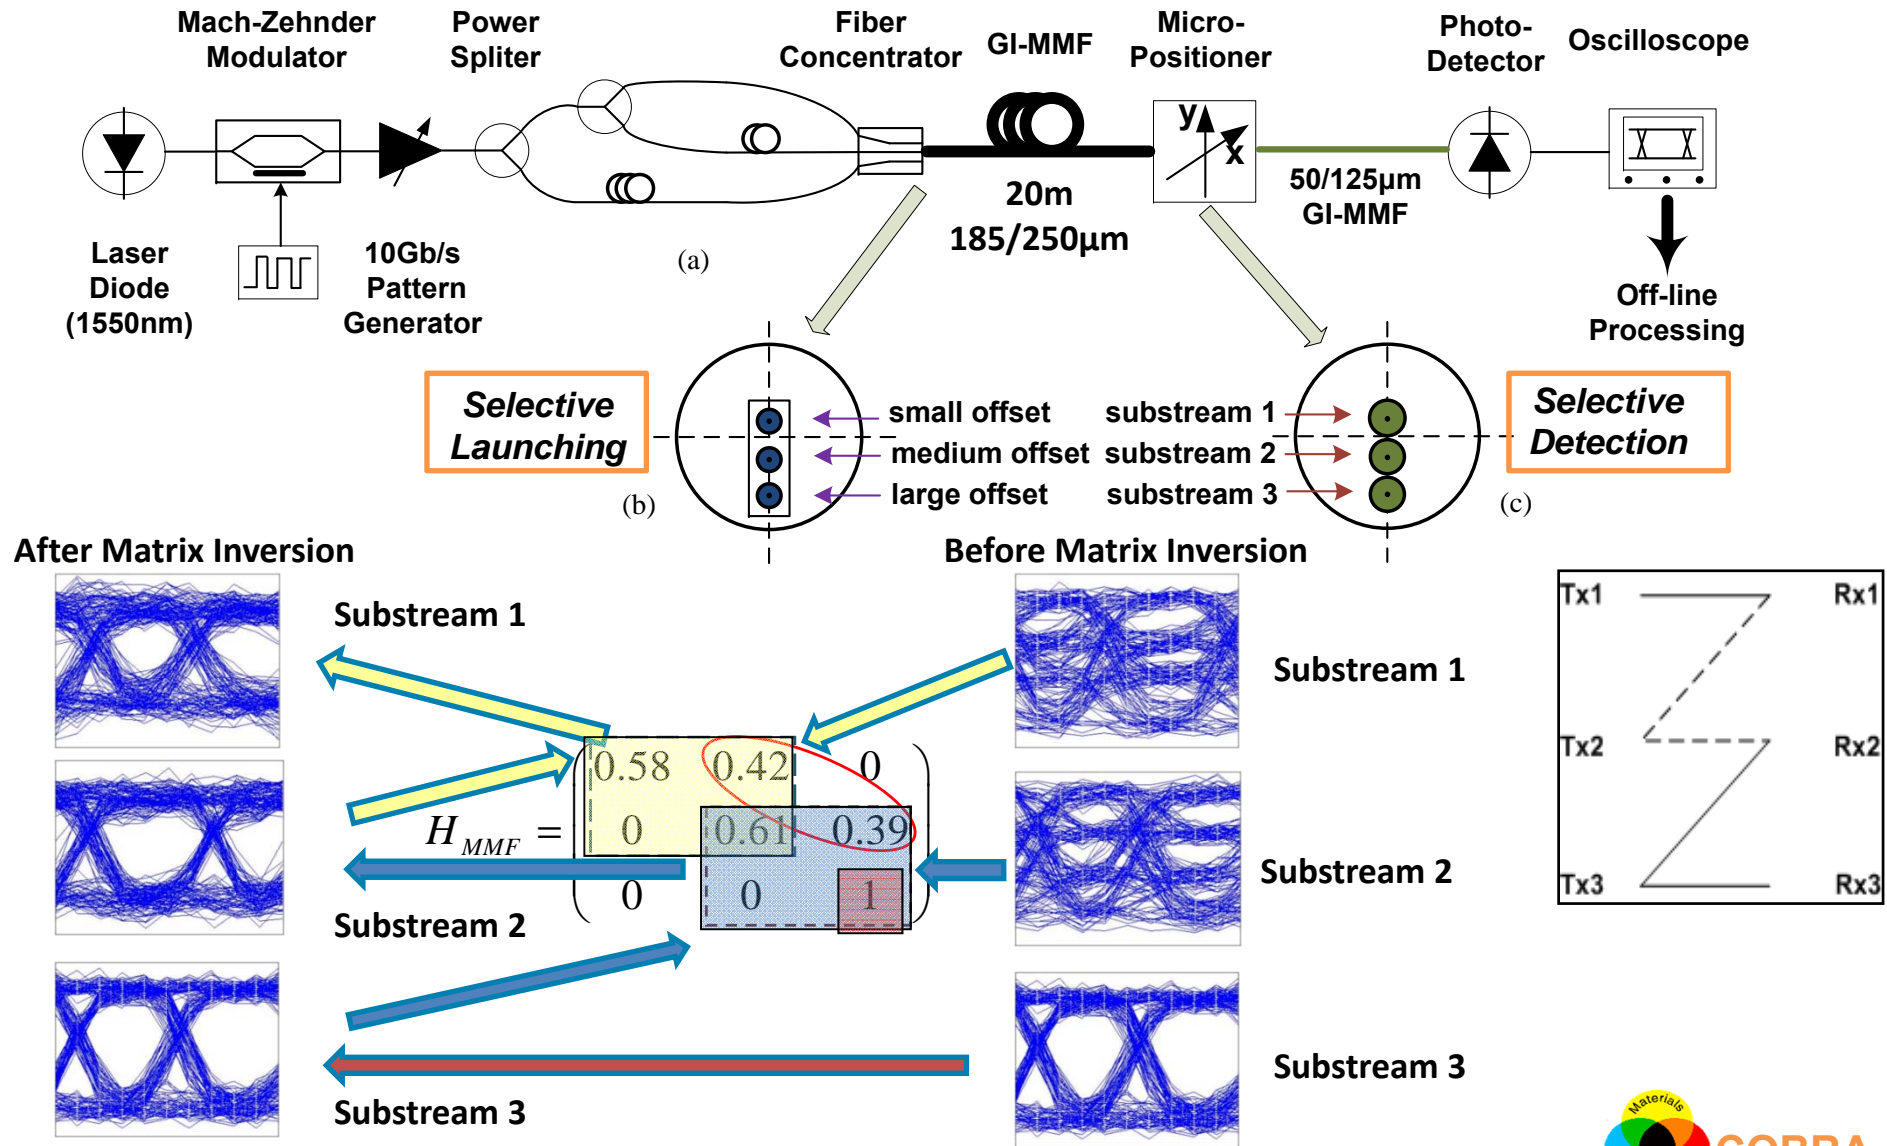 Mach-Zehnder
Modulator
Power
Spliter
Fiber
Concentrator
GI-MMF
Micro-
Positioner
Photo-
Detector
Oscilloscope
y
x
20m
185/250µm
50/125µm
GI-MMF
Laser
Diode
(1550nm)
10Gb/s
Pattern
Generator
(a)
Off-line
Processing
Selective
Launching
small offset
medium offset
large offset
(b)
substream 1
substream 2
substream 3
(c)
Selective
Detection
After Matrix Inversion
Before Matrix Inversion
Substream 1
Substream 2
Substream 3
H MMF =
0.58 0.42 0
0 0.61 0.39
0 0 1
Substream 1
Substream 2
Substream 3
Tx1 Rx1
Tx2 Rx2
Tx3 Rx3
Materials
COBRA